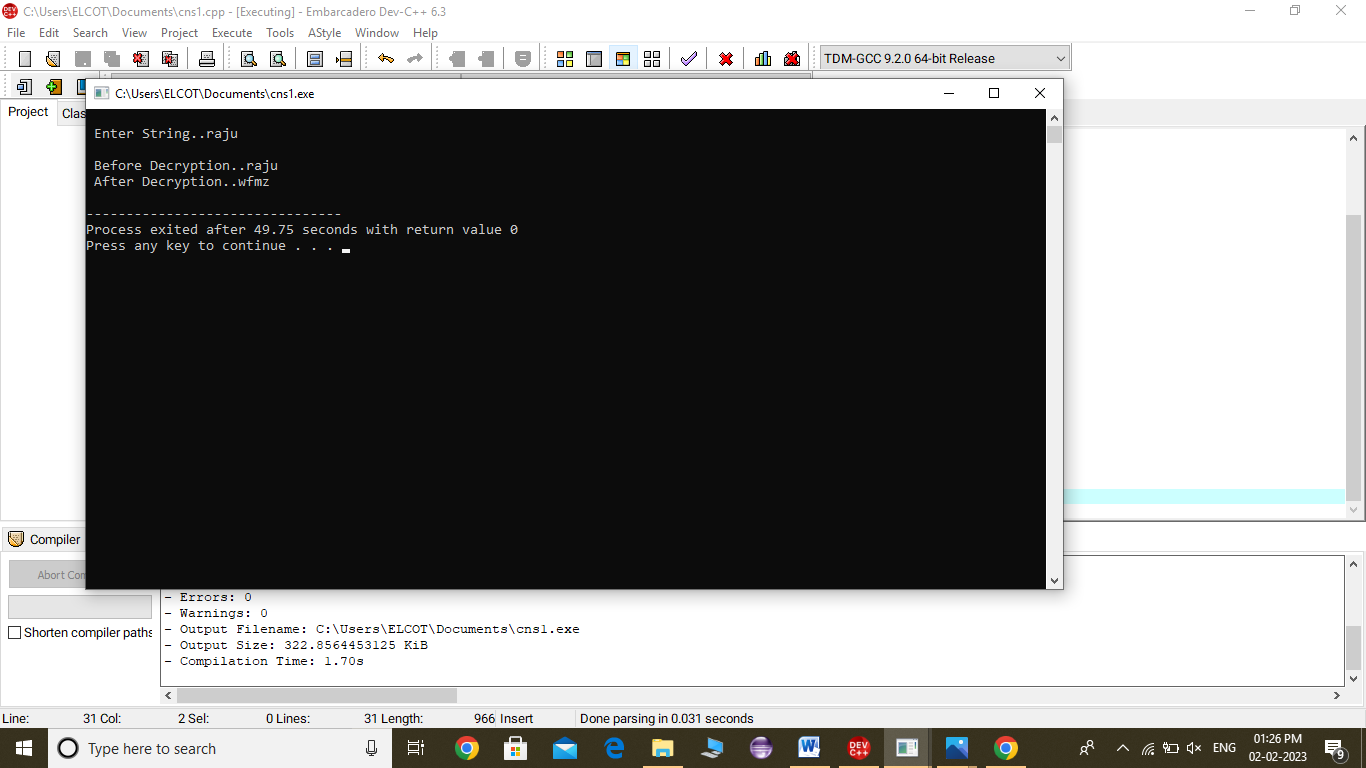 C:\Users\ELCOT\Documents\cns1.cpp - [Executing] - Embarcadero Dev-C++ 6.3
File Edit Search View Project Execute Tools AStyle Window Help
TDM-GCC 9.2.0 64-bit Release
C:\Users\ELCOT\Documents\cns1.exe
Project
Enter String..raju
Before Decryption..raju
After Decryption..wfmz
--------------------------------
Process exited after 49.75 seconds with return value 0
Press any key to continue . . .
Compiler
Abort
Shorten compiler paths
- Errors: 0
- Warnings: 0
- Output Filename: C:\Users\ELCOT\Documents\cns1.exe
- Output Size: 322.8564453125 KiB
- Compilation Time: 1.70s
Line: 31 Col: 2 Sel: 0 Lines: 31 Length: 966 Insert Done parsing in 0.031 seconds
Type here to search
DEV C++
ENG
01:26 PM
02-02-2023
9